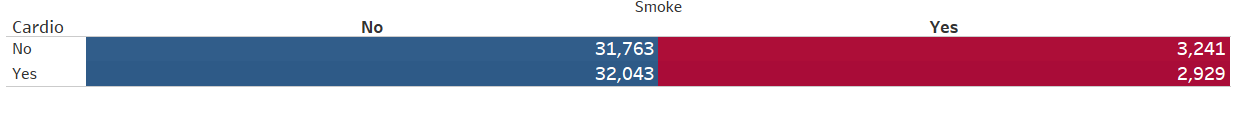 Smoke
Cardio No Yes
No 31,763 3,241
Yes 32,043 2,929